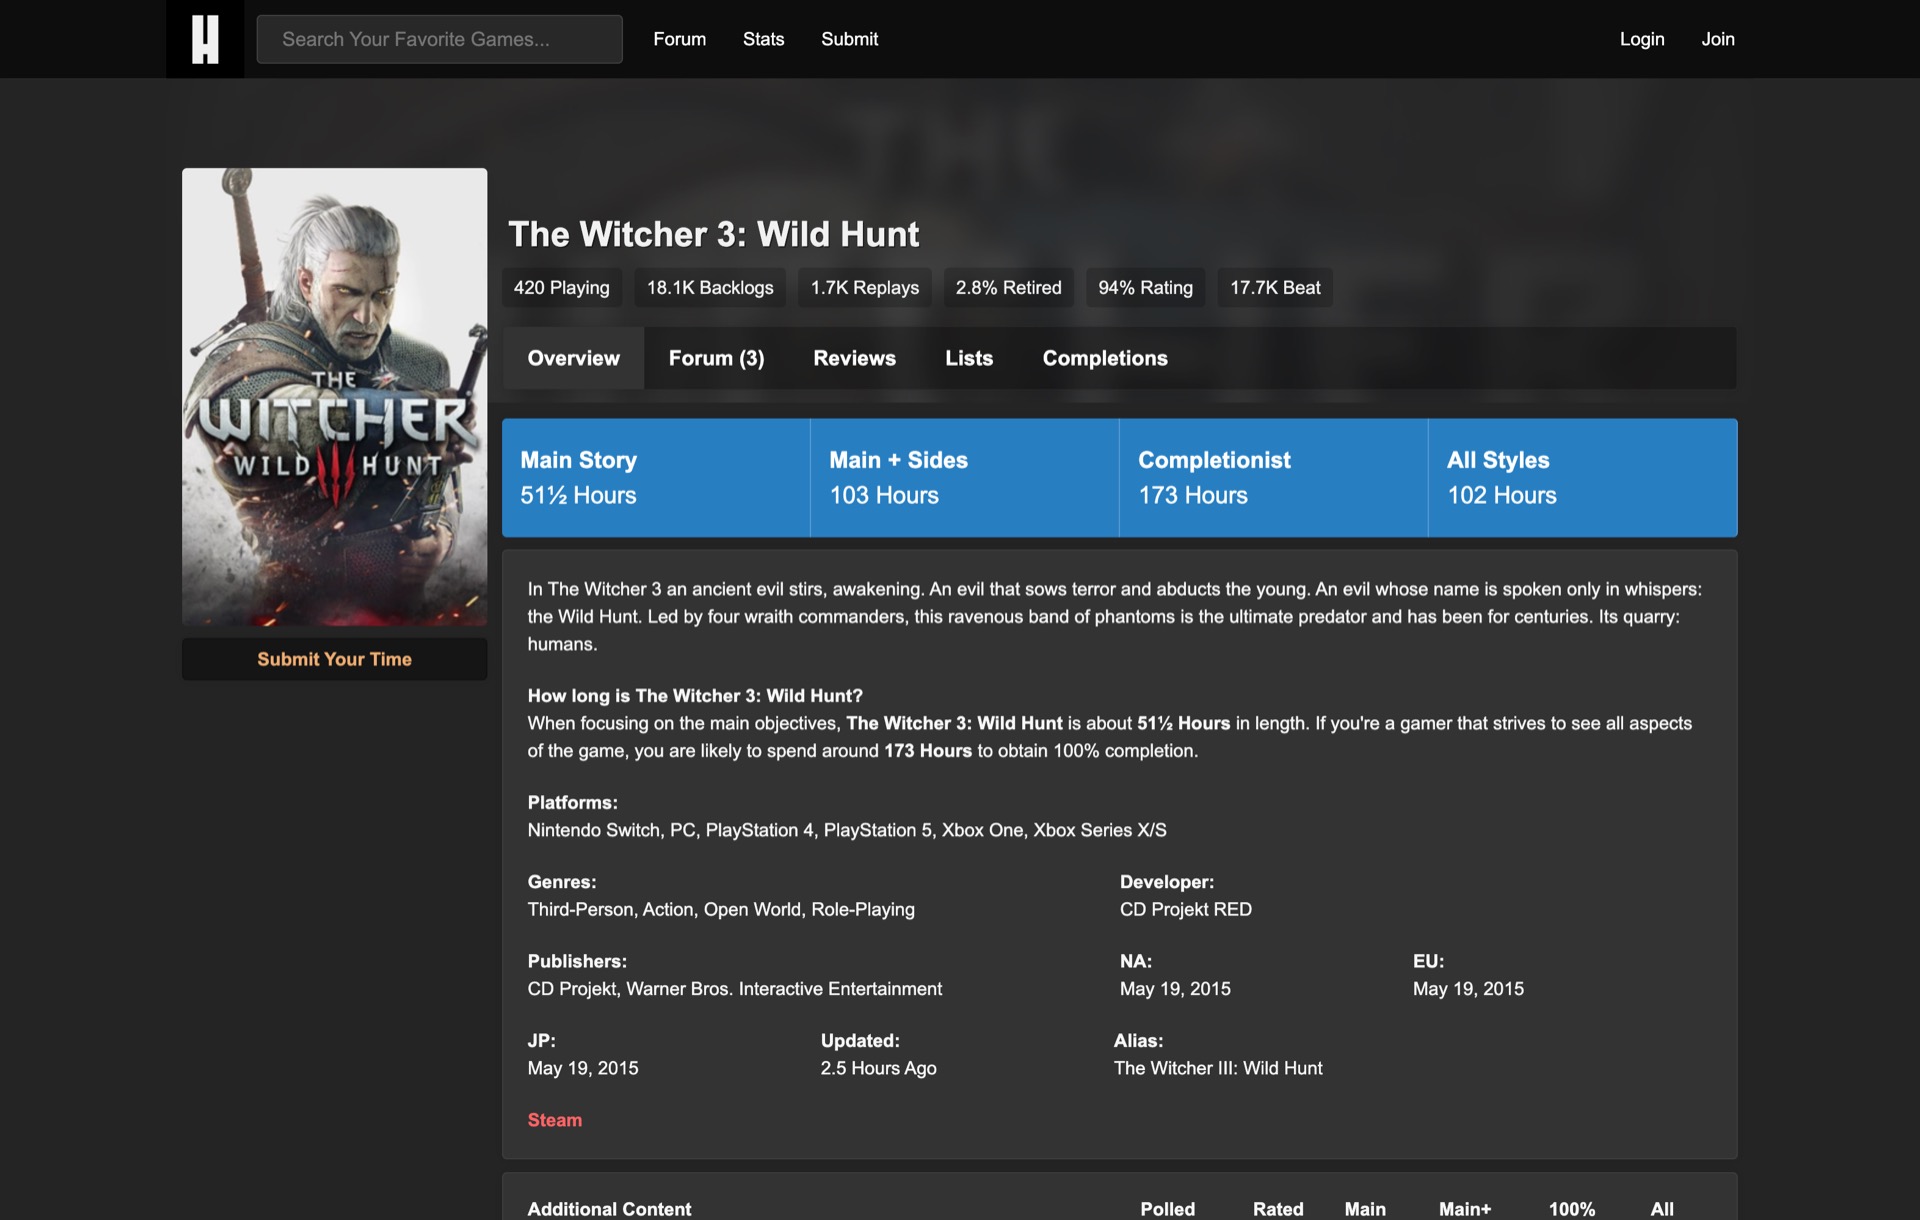 H
Search Your Favorite Games...
Forum
Stats
Submit
Login
Join
The Witcher 3: Wild Hunt
420 Playing
18.1K Backlogs
1.7K Replays
2.8% Retired
94% Rating
17.7K Beat
Overview
Forum (3)
Reviews
Lists
Completions
THE
WITCHER
WILD III HUNT
Submit Your Time
Main Story
51½ Hours
Main + Sides
103 Hours
Completionist
173 Hours
All Styles
102 Hours
In The Witcher 3 an ancient evil stirs, awakening. An evil that sows terror and abducts the young. An evil whose name is spoken only in whispers:
the Wild Hunt. Led by four wraith commanders, this ravenous band of phantoms is the ultimate predator and has been for centuries. Its quarry:
humans.
How long is The Witcher 3: Wild Hunt?
When focusing on the main objectives, The Witcher 3: Wild Hunt is about 51½ Hours in length. If you're a gamer that strives to see all aspects
of the game, you are likely to spend around 173 Hours to obtain 100% completion.
Platforms:
Nintendo Switch, PC, PlayStation 4, PlayStation 5, Xbox One, Xbox Series X/S
Genres:
Third-Person, Action, Open World, Role-Playing
Developer:
CD Projekt RED
Publishers:
CD Projekt, Warner Bros. Interactive Entertainment
NA:
May 19, 2015
EU:
May 19, 2015
JP:
May 19, 2015
Updated:
2.5 Hours Ago
Alias:
The Witcher III: Wild Hunt
Steam
Additional Content
Polled
Rated
Main
Main+
100%
All